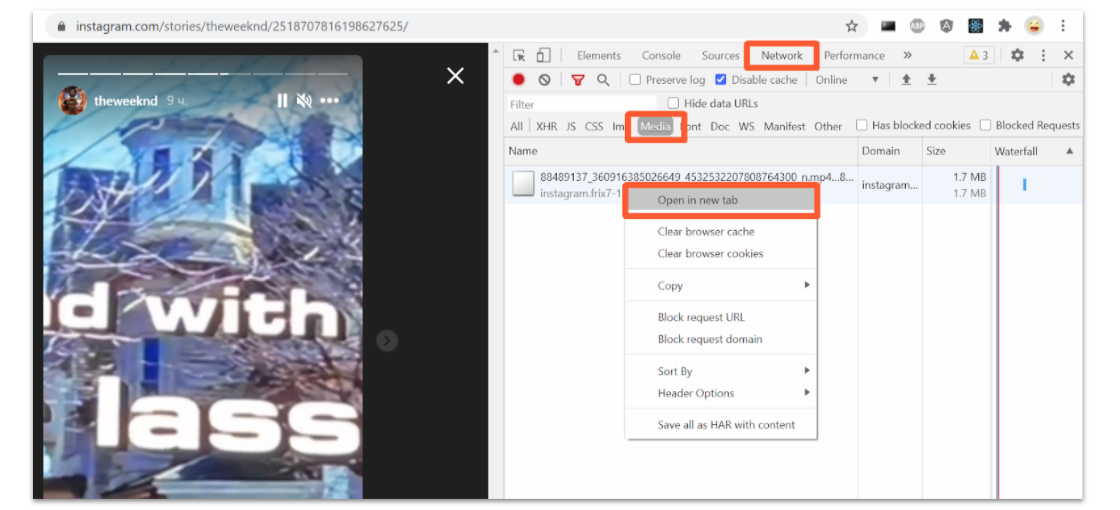 instagram.com/stories/theweeknd/2518707816198627625/
ABP
theweeknd 9 ч.
d with
lass
Elements Console Sources Network Performance » 3
Preserve log Disable cache Online
Filter Hide data URLs
All XHR JS CSS Im Media Font Doc WS Manifest Other Has blocked cookies Blocked Requests
Name Domain Size Waterfall
88489137_360916385026649_4532532207808764300_n.mp4...8... instagram... 1.7 MB
instagram.frix7-1 1.7 MB
Open in new tab
Clear browser cache
Clear browser cookies
Copy
Block request URL
Block request domain
Sort By
Header Options
Save all as HAR with content